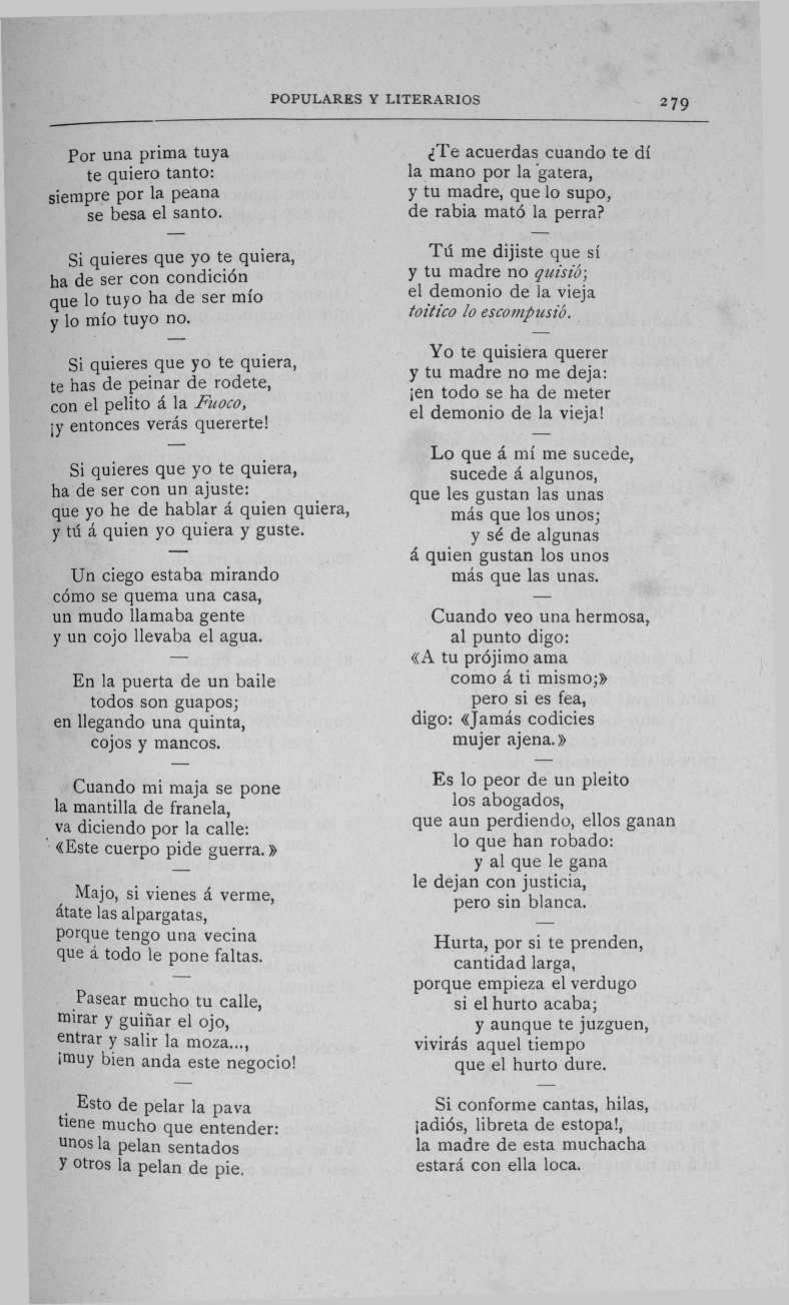 POPULARES Y LITERARIOS 279
Por una prima tuya
te quiero tanto:
siempre por la peana
se besa el santo.
—
Si quieres que yo te quiera,
ha de ser con condición
que lo tuyo ha de ser mío
y lo mío tuyo no.
—
Si quieres que yo te quiera,
te has de peinar de rodete,
con el pelito á la Fuoco,
¡y entonces verás quererte!
—
Si quieres que yo te quiera,
ha de ser con un ajuste:
que yo he de hablar á quien quiera,
y tú á quien yo quiera y guste.
—
Un ciego estaba mirando
cómo se quema una casa,
un mudo llamaba gente
y un cojo llevaba el agua.
—
En la puerta de un baile
todos son guapos;
en llegando una quinta,
cojos y mancos.
—
Cuando mi maja se pone
la mantilla de franela,
va diciendo por la calle:
«Este cuerpo pide guerra.»
—
Majo, si vienes á verme,
átate las alpargatas,
porque tengo una vecina
que á todo le pone faltas.
—
Pasear mucho tu calle,
mirar y guiñar el ojo,
entrar y salir la moza...,
¡muy bien anda este negocio!
—
Esto de pelar la pava
tiene mucho que entender:
unos la pelan sentados
y otros la pelan de pie.
¿Te acuerdas cuando te dí
la mano por la gatera,
y tu madre, que lo supo,
de rabia mató la perra?
—
Tú me dijiste que sí
y tu madre no quisió;
el demonio de la vieja
toitico lo escompusió.
—
Yo te quisiera querer
y tu madre no me deja:
¡en todo se ha de meter
el demonio de la vieja!
—
Lo que á mí me sucede,
sucede á algunos,
que les gustan las unas
más que los unos;
y sé de algunas
á quien gustan los unos
más que las unas.
—
Cuando veo una hermosa,
al punto digo:
«A tu prójimo ama
como á ti mismo;»
pero si es fea,
digo: «Jamás codicies
mujer ajena.»
—
Es lo peor de un pleito
los abogados,
que aun perdiendo, ellos ganan
lo que han robado:
y al que le gana
le dejan con justicia,
pero sin blanca.
—
Hurta, por si te prenden,
cantidad larga,
porque empieza el verdugo
si el hurto acaba;
y aunque te juzguen,
vivirás aquel tiempo
que el hurto dure.
—
Si conforme cantas, hilas,
¡adiós, libreta de estopa!,
la madre de esta muchacha
estará con ella loca.